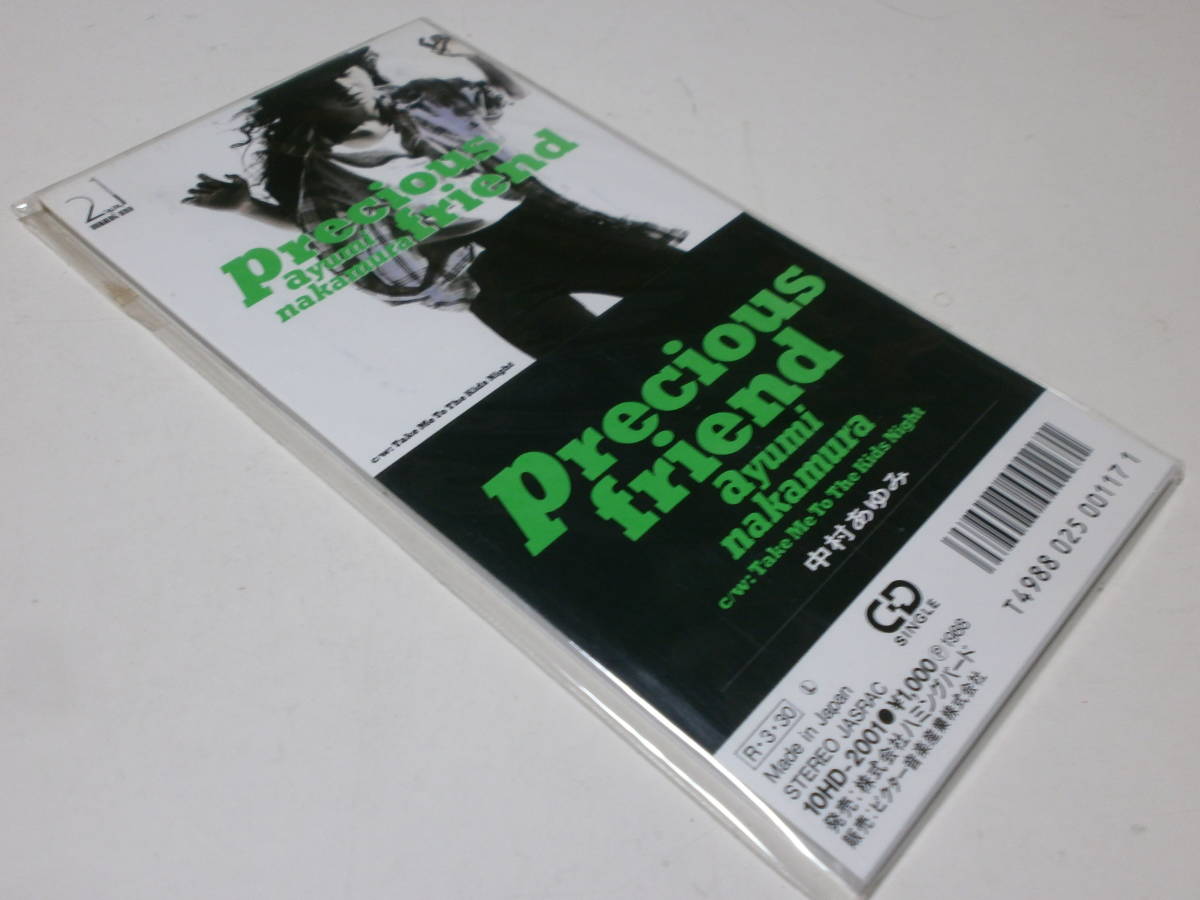 21
precious
friend
ayumi
nakamura
c/w: Take Me To The Kids Night
precious
friend
ayumi
nakamura
c/w: Take Me To The Kids Night
中村あゆみ
T4988 025 00117 1
CD
SINGLE
R・3・30 Ⓛ
Made in Japan
STEREO JASRAC
10HD-2001●¥1,000 Ⓟ1988
発売:株式会社ハミングバード
販売:ビクター音楽産業株式会社